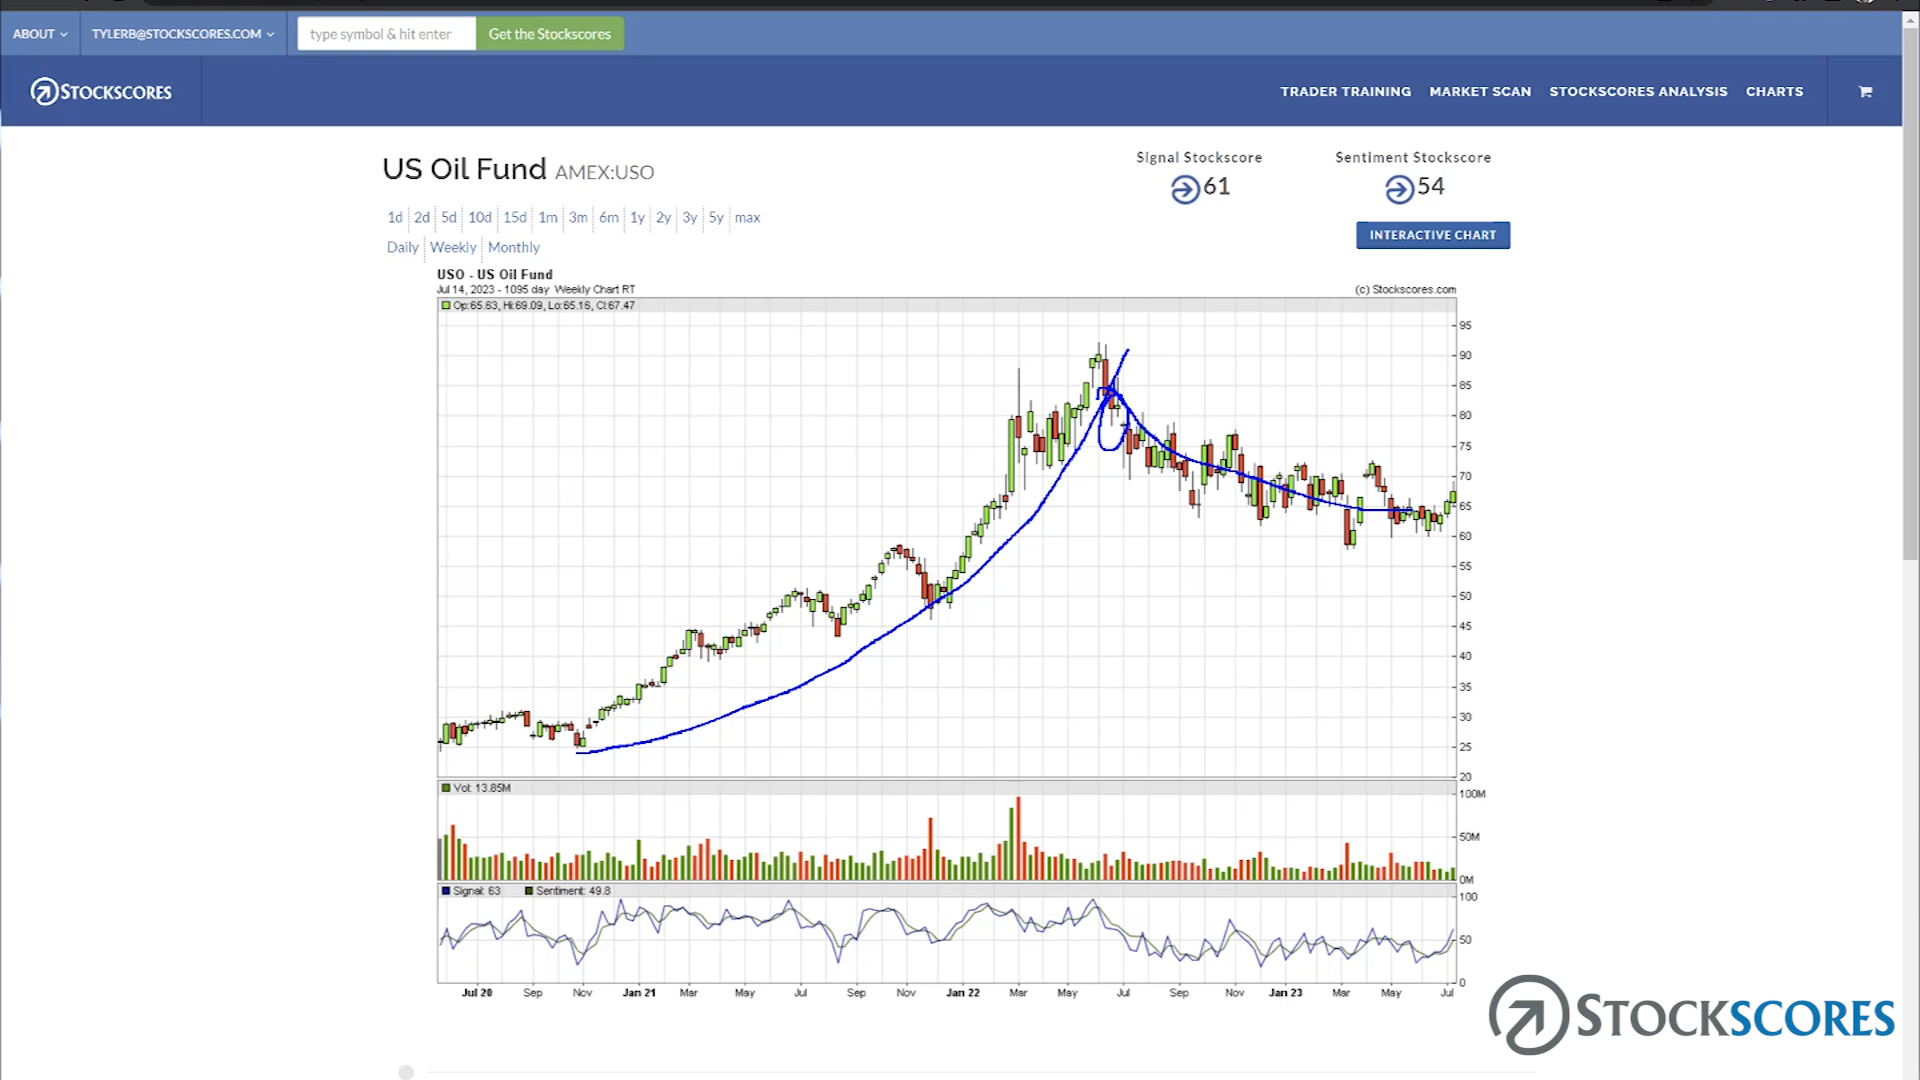 ABOUT TYLERB@STOCKSCORES.COM type symbol & hit enter Get the Stockscores
STOCKSCORES TRADER TRAINING MARKET SCAN STOCKSCORES ANALYSIS CHARTS
US Oil Fund AMEX:USO
Signal Stockscore Sentiment Stockscore
61 54
1d 2d 5d 10d 15d 1m 3m 6m 1y 2y 3y 5y max
INTERACTIVE CHART
Daily Weekly Monthly
USO - US Oil Fund
Jul 14, 2023 - 1095 day Weekly Chart RT (c) Stockscores.com
Op:65.63, Hi:69.09, Lo:65.16, Cl:67.47
95
90
85
80
75
70
65
60
55
50
45
40
35
30
25
20
Vol: 13.85M
100M
50M
0M
Signal: 63 Sentiment: 49.8
100
50
0
Jul 20 Sep Nov Jan 21 Mar May Jul Sep Nov Jan 22 Mar May Jul Sep Nov Jan 23 Mar May Jul
STOCKSCORES